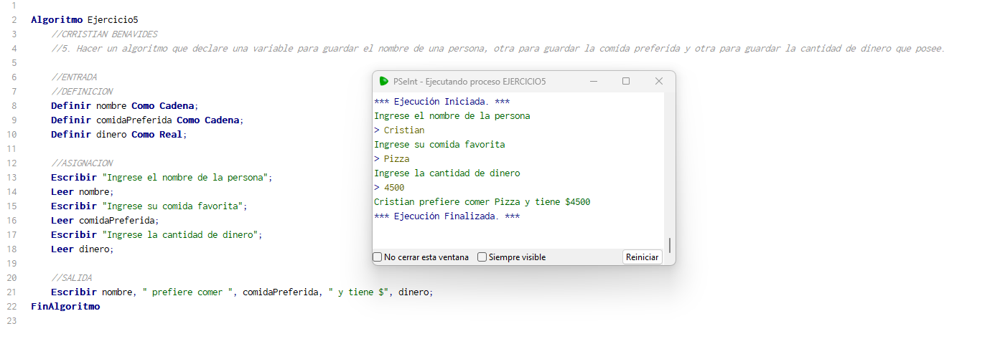 1
2 Algoritmo Ejercicio5
3 //CRRISTIAN BENAVIDES
4 //5. Hacer un algoritmo que declare una variable para guardar el nombre de una persona, otra para guardar la comida preferida y otra para guardar la cantidad de dinero que posee.
5
6 //ENTRADA
7 //DEFINICION
8 Definir nombre Como Cadena;
9 Definir comidaPreferida Como Cadena;
10 Definir dinero Como Real;
11
12 //ASIGNACION
13 Escribir "Ingrese el nombre de la persona";
14 Leer nombre;
15 Escribir "Ingrese su comida favorita";
16 Leer comidaPreferida;
17 Escribir "Ingrese la cantidad de dinero";
18 Leer dinero;
19
20 //SALIDA
21 Escribir nombre, " prefiere comer ", comidaPreferida, " y tiene $", dinero;
22 FinAlgoritmo
23
PSeInt - Ejecutando proceso EJERCICIO5
*** Ejecución Iniciada. ***
Ingrese el nombre de la persona
> Cristian
Ingrese su comida favorita
> Pizza
Ingrese la cantidad de dinero
> 4500
Cristian prefiere comer Pizza y tiene $4500
*** Ejecución Finalizada. ***
No cerrar esta ventana Siempre visible Reiniciar